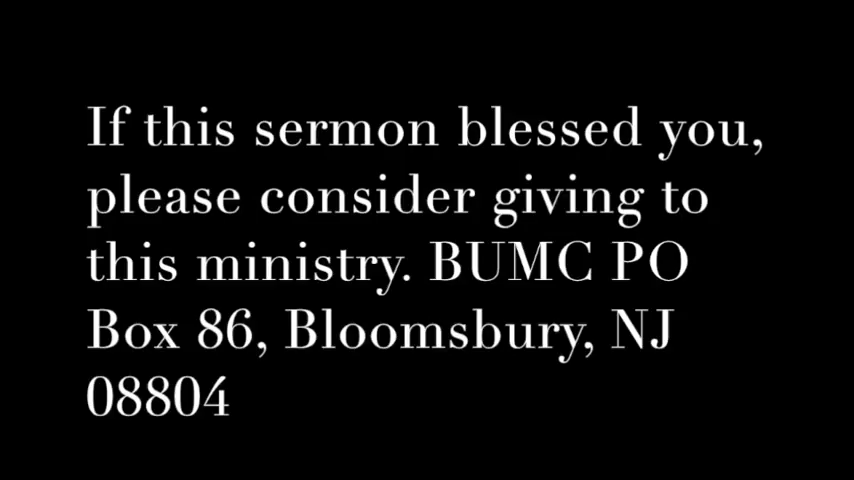 If this sermon blessed you,
please consider giving to
this ministry. BUMC PO
Box 86, Bloomsbury, NJ
08804